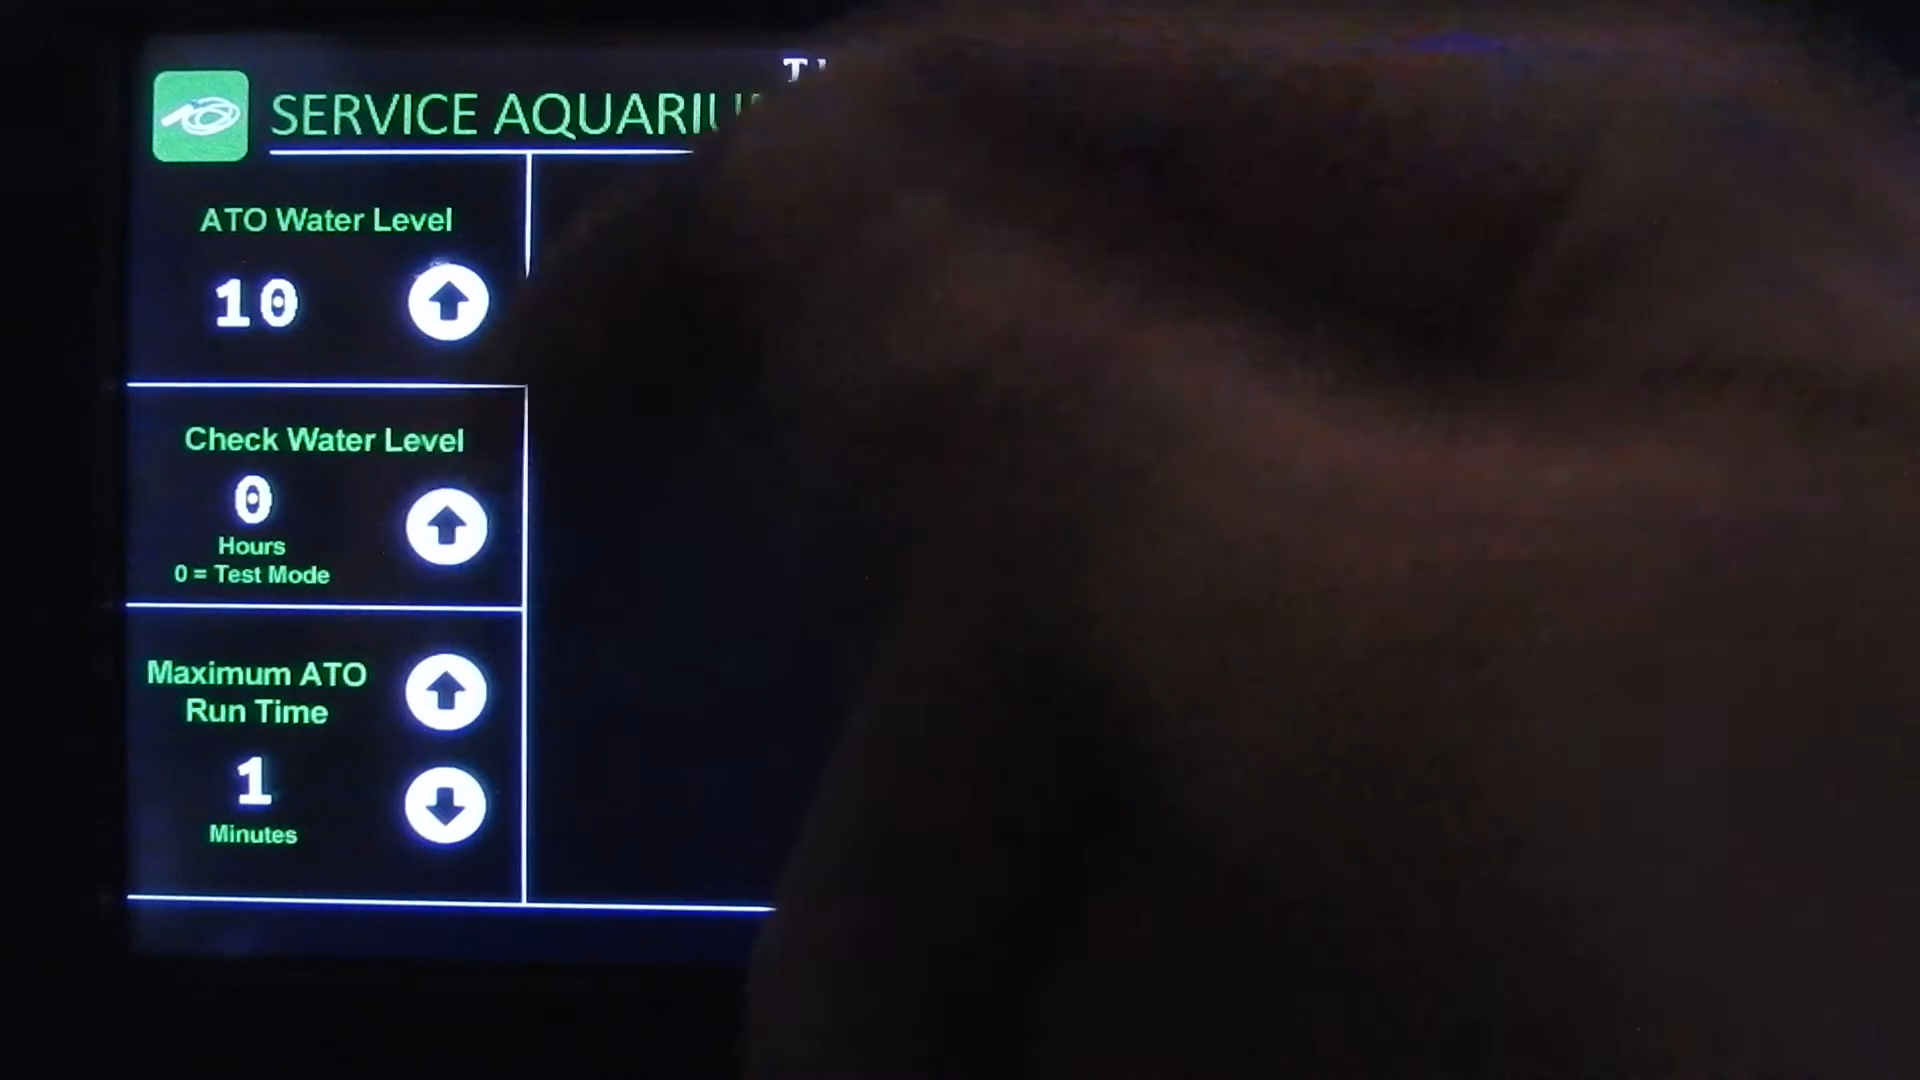 SERVICE
ATO Water Level
10
Check Water Level
0
Hours
0 = Test Mode
Maximum ATO
Run Time
1
Minutes